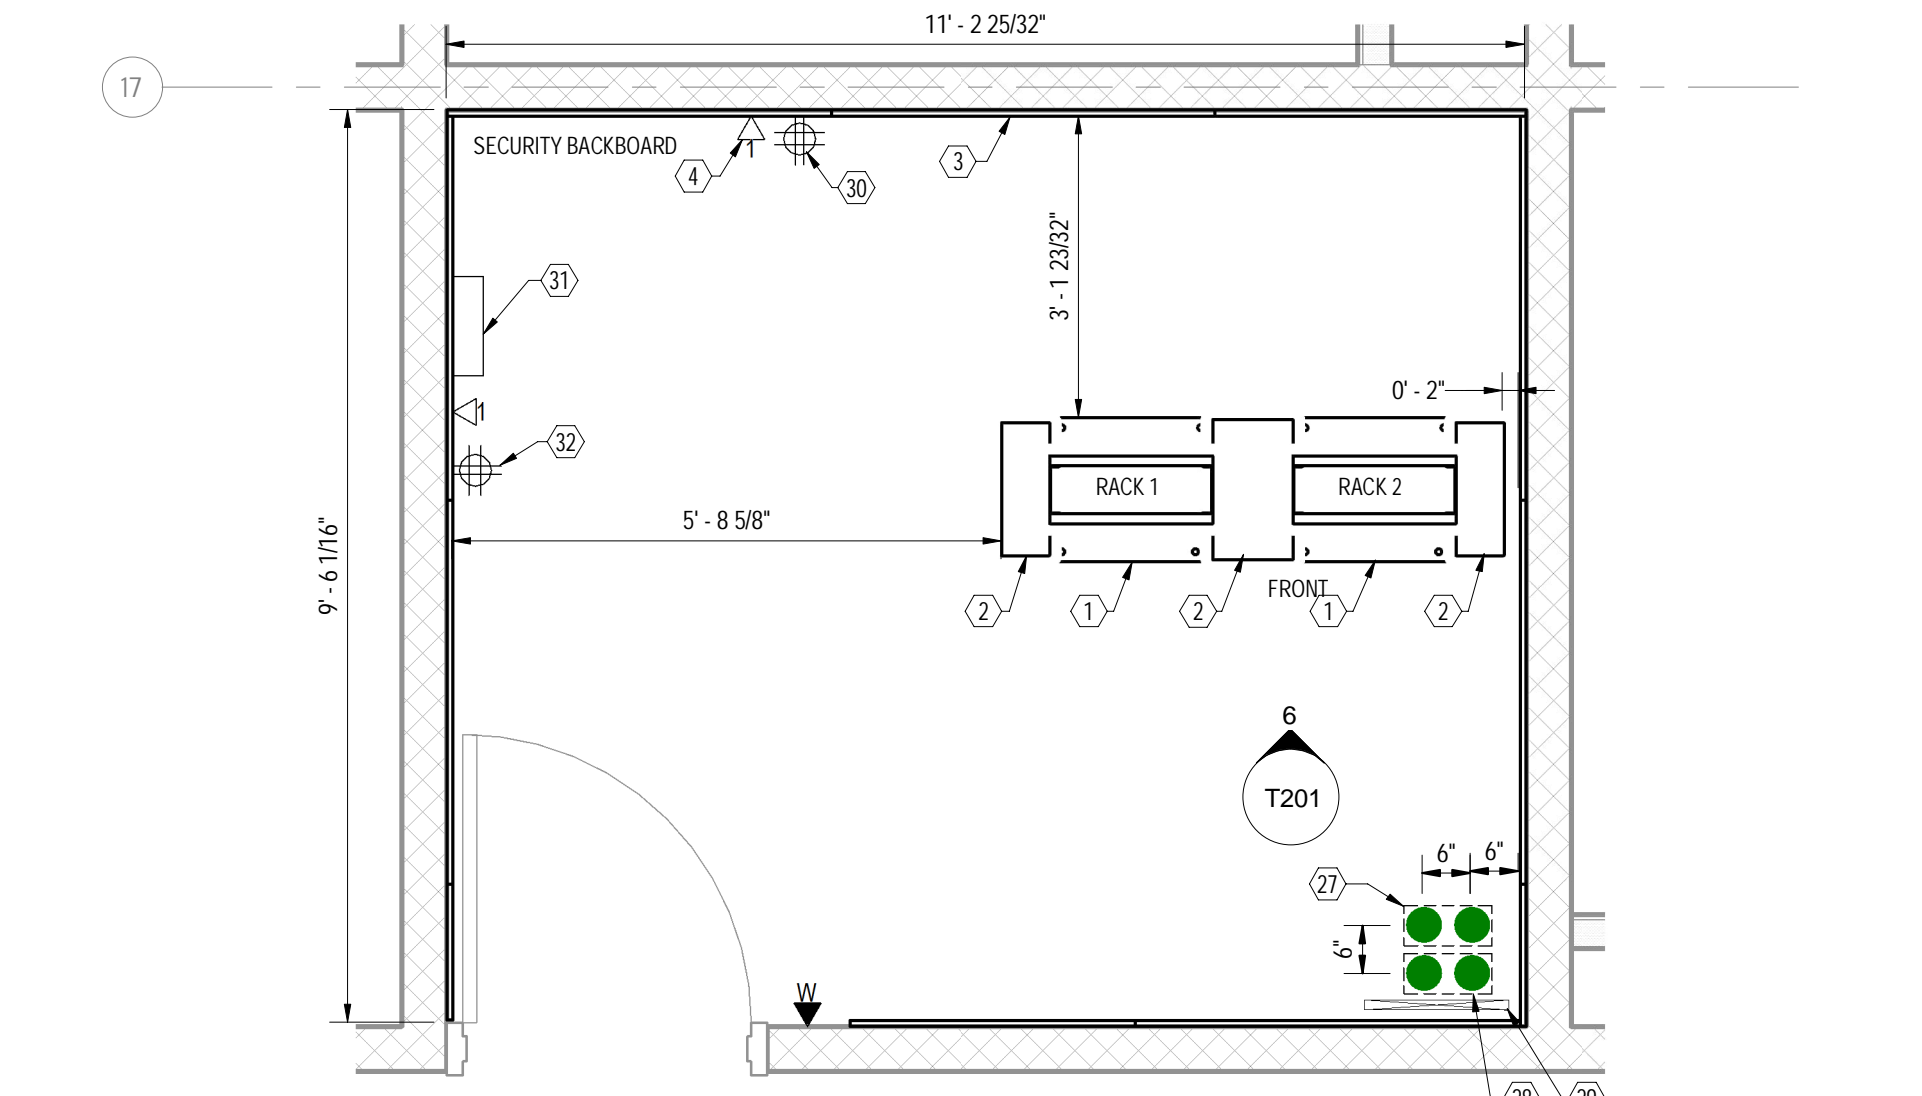 11' - 2 25/32"
17
SECURITY BACKBOARD
1
4
30
3
3' - 1 23/32"
31
0' - 2"
1
32
RACK 1
RACK 2
5' - 8 5/8"
9' - 6 1/16"
FRONT
2
1
2
1
2
6
T201
6"
6"
27
6"
W